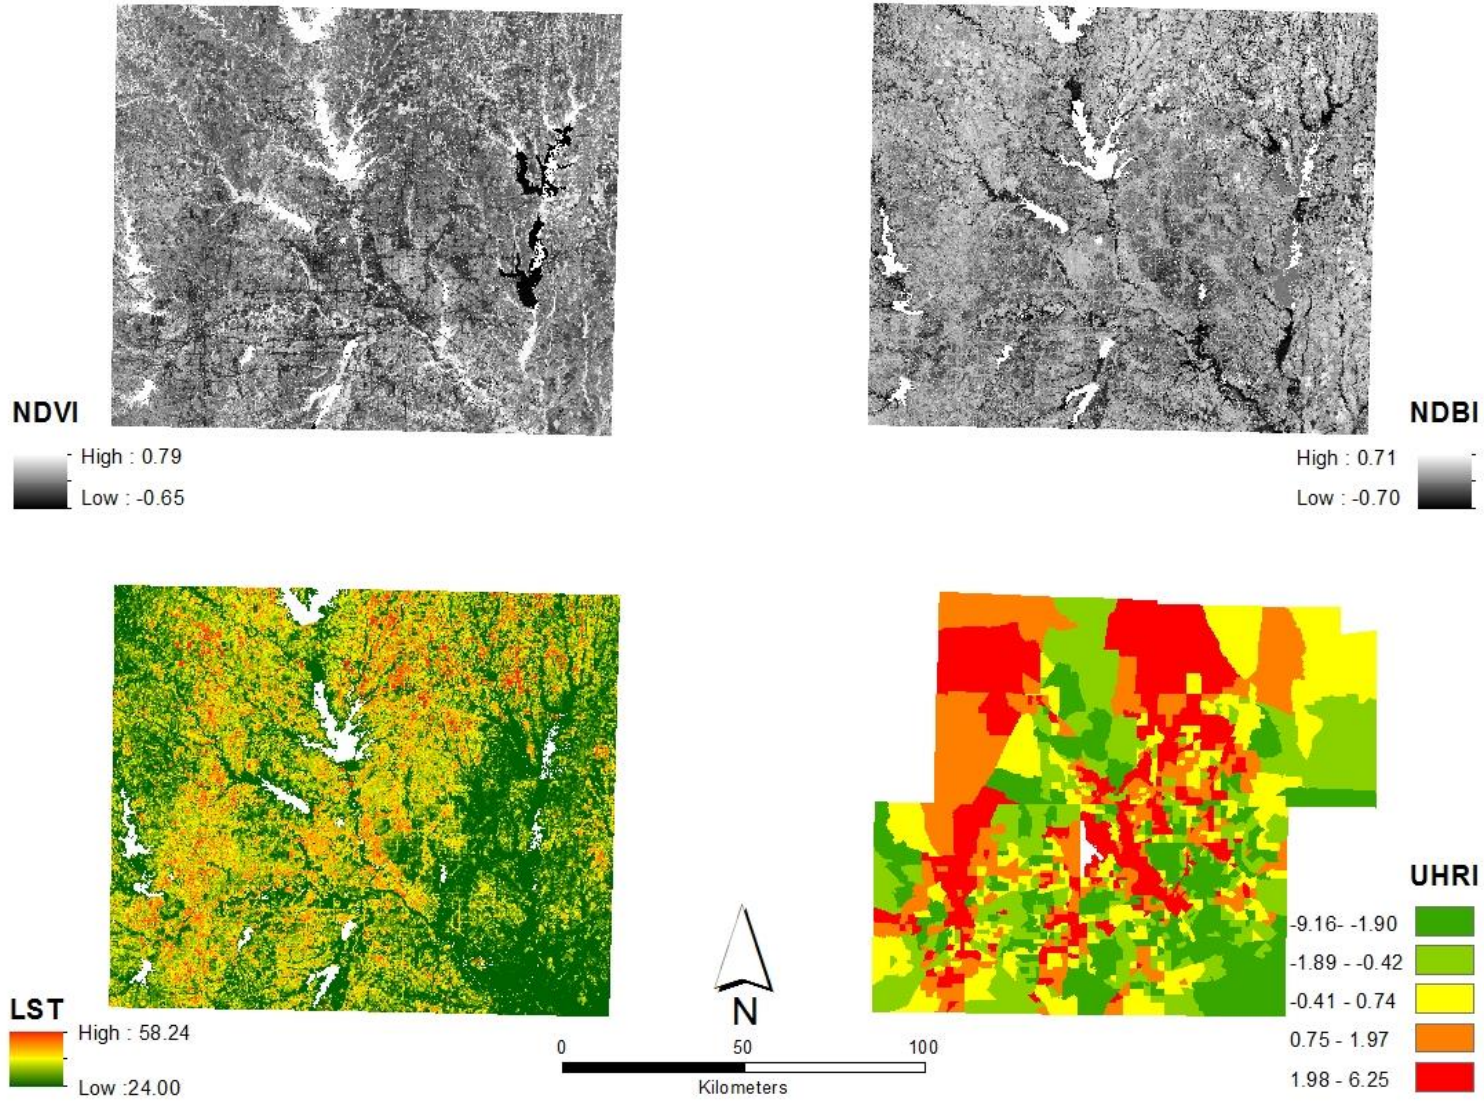 NDVI
High : 0.79
Low : -0.65
NDBI
High : 0.71
Low : -0.70
LST
High : 58.24
Low :24.00
N
0 50 100
Kilometers
UHRI
-9.16- -1.90
-1.89 - -0.42
-0.41 - 0.74
0.75 - 1.97
1.98 - 6.25